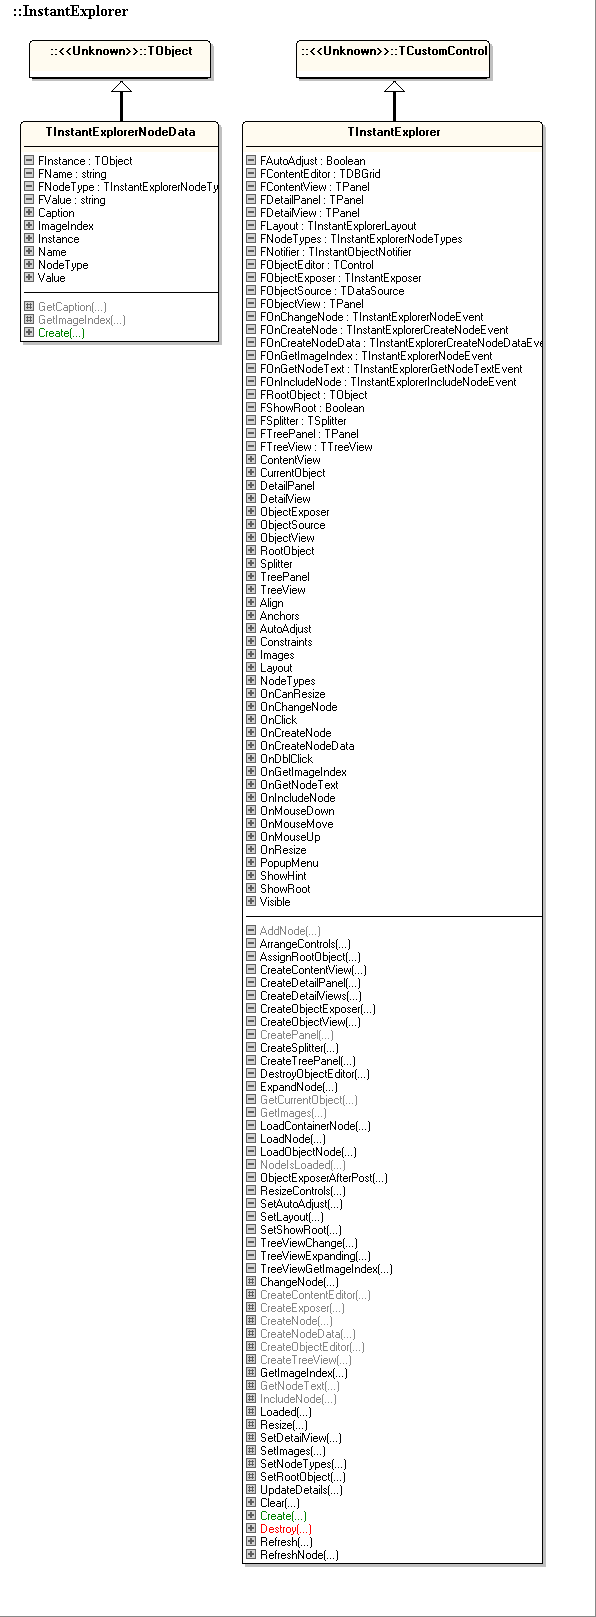 ::InstantExplorer
::<<Unknown>>::TObject
::<<Unknown>>::TCustomControl
TInstantExplorerNodeData
FInstance : TObject
FName : string
FNodeType : TInstantExplorerNodeTy
FValue : string
Caption
ImageIndex
Instance
Name
NodeType
Value
GetCaption(...)
GetImageIndex(...)
Create(...)
TInstantExplorer
FAutoAdjust : Boolean
FContentEditor : TDBGrid
FContentView : TPanel
FDetailPanel : TPanel
FDetailView : TPanel
FLayout : TInstantExplorerLayout
FNodeTypes : TInstantExplorerNodeTypes
FNotifier : TInstantObjectNotifier
FObjectEditor : TControl
FObjectExposer : TInstantExposer
FObjectSource : TDataSource
FObjectView : TPanel
FOnChangeNode : TInstantExplorerNodeEvent
FOnCreateNode : TInstantExplorerCreateNodeEvent
FOnCreateNodeData : TInstantExplorerCreateNodeDataEve
FOnGetImageIndex : TInstantExplorerNodeEvent
FOnGetNodeText : TInstantExplorerGetNodeTextEvent
FOnIncludeNode : TInstantExplorerIncludeNodeEvent
FRootObject : TObject
FShowRoot : Boolean
FSplitter : TSplitter
FTreePanel : TPanel
FTreeView : TTreeView
ContentView
CurrentObject
DetailPanel
DetailView
ObjectExposer
ObjectSource
ObjectView
RootObject
Splitter
TreePanel
TreeView
Align
Anchors
AutoAdjust
Constraints
Images
Layout
NodeTypes
OnCanResize
OnChangeNode
OnClick
OnCreateNode
OnCreateNodeData
OnDblClick
OnGetImageIndex
OnGetNodeText
OnIncludeNode
OnMouseDown
OnMouseMove
OnMouseUp
OnResize
PopupMenu
ShowHint
ShowRoot
Visible
AddNode(...)
ArrangeControls(...)
AssignRootObject(...)
CreateContentView(...)
CreateDetailPanel(...)
CreateDetailViews(...)
CreateObjectExposer(...)
CreateObjectView(...)
CreatePanel(...)
CreateSplitter(...)
CreateTreePanel(...)
DestroyObjectEditor(...)
ExpandNode(...)
GetCurrentObject(...)
GetImages(...)
LoadContainerNode(...)
LoadNode(...)
LoadObjectNode(...)
NodeIsLoaded(...)
ObjectExposerAfterPost(...)
ResizeControls(...)
SetAutoAdjust(...)
SetLayout(...)
SetShowRoot(...)
TreeViewChange(...)
TreeViewExpanding(...)
TreeViewGetImageIndex(...)
ChangeNode(...)
CreateContentEditor(...)
CreateExposer(...)
CreateNode(...)
CreateNodeData(...)
CreateObjectEditor(...)
CreateTreeView(...)
GetImageIndex(...)
GetNodeText(...)
IncludeNode(...)
Loaded(...)
Resize(...)
SetDetailView(...)
SetImages(...)
SetNodeTypes(...)
SetRootObject(...)
UpdateDetails(...)
Clear(...)
Create(...)
Destroy(...)
Refresh(...)
RefreshNode(...)